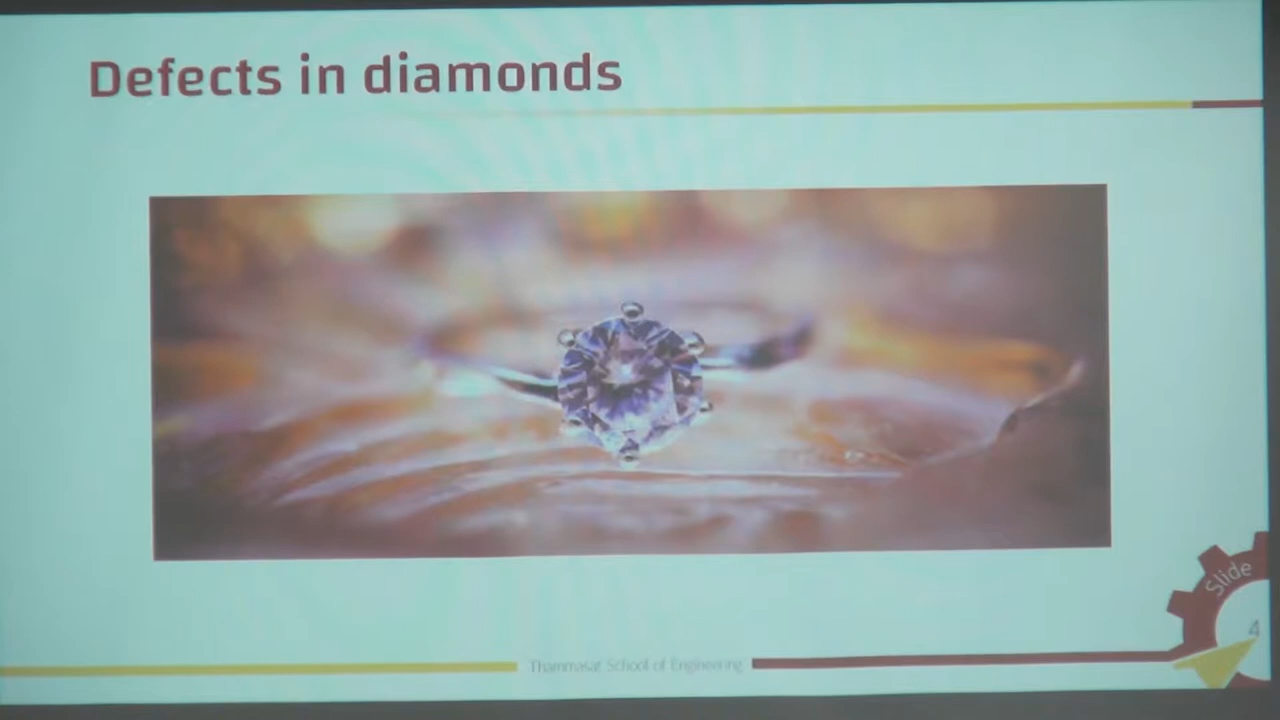 Defects in diamonds
Slide
4
Thammasat School of Engineering